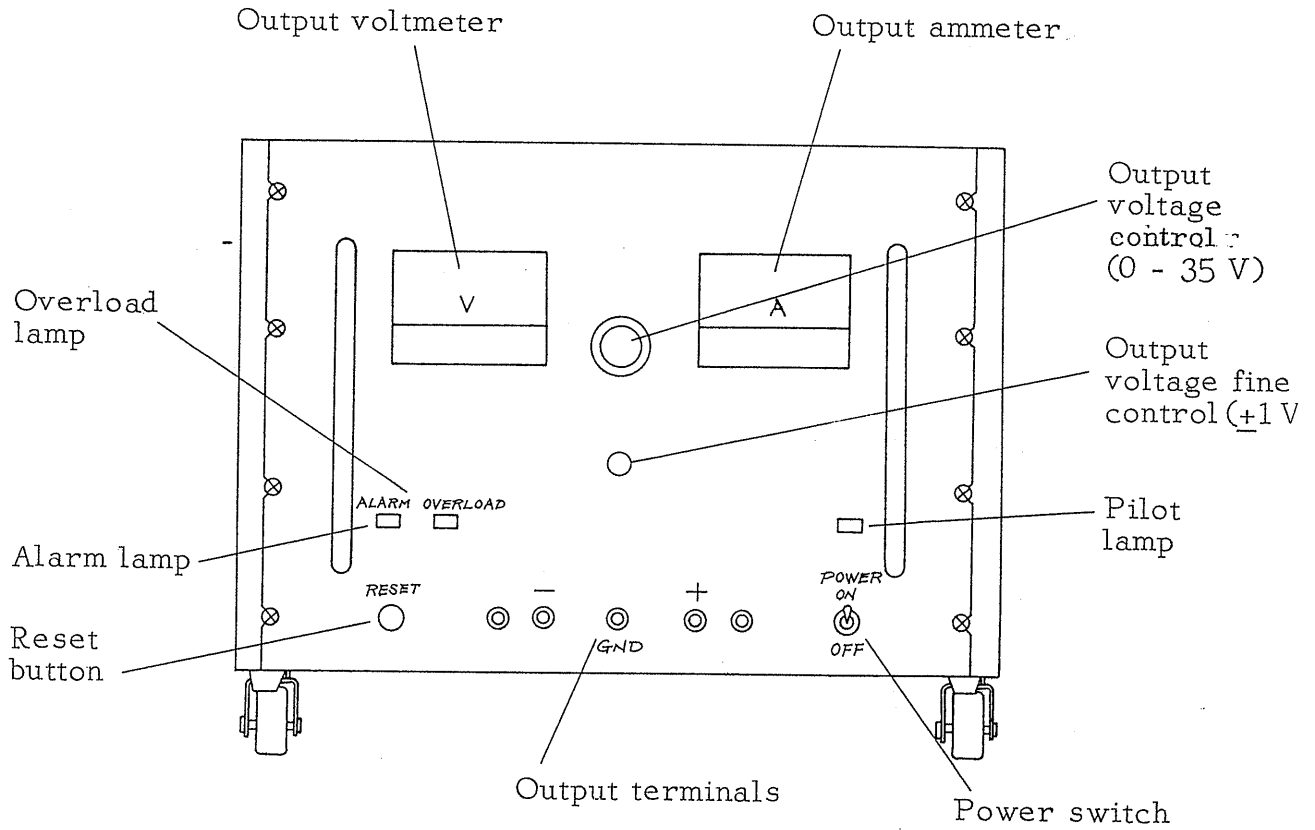 Output voltmeter
Output ammeter
Output
voltage
control
(0 - 35 V)
V
A
Overload
lamp
Output
voltage fine
control (±1 V
ALARM OVERLOAD
Pilot
lamp
Alarm lamp
RESET
−
+
POWER
ON
Reset
button
GND
OFF
Output terminals
Power switch